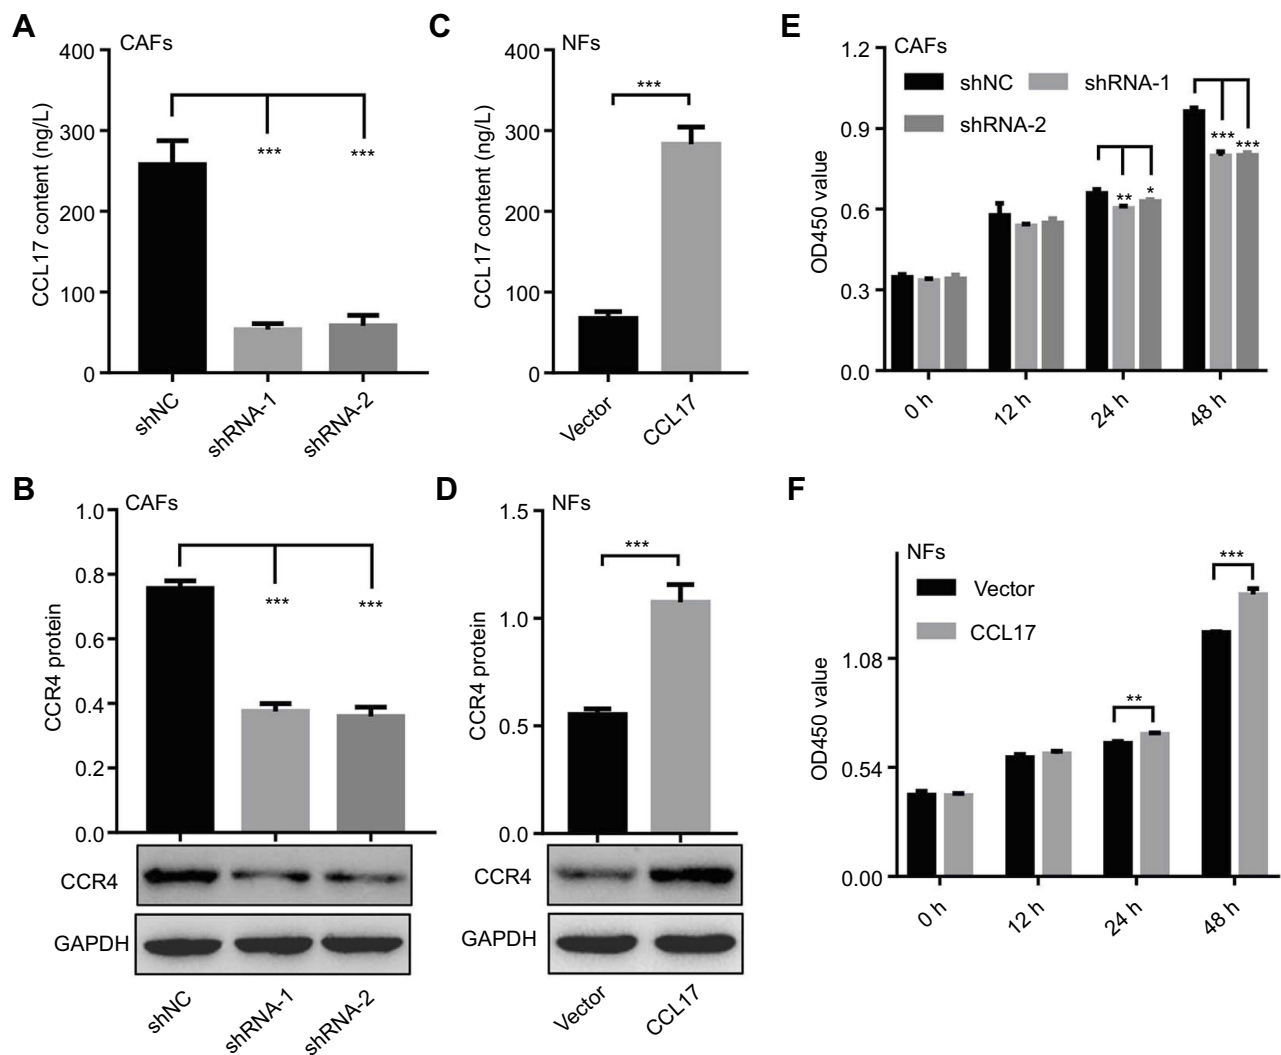 A
CAFs
CCL17 content (ng/L)
400
300
200
100
0
***
***
shNC
shRNA-1
shRNA-2
C
NFs
CCL17 content (ng/L)
400
300
200
100
0
***
Vector
CCL17
E
CAFs
shNC
shRNA-1
shRNA-2
OD450 value
1.2
0.9
0.6
0.3
0.0
**
*
***
***
0 h
12 h
24 h
48 h
B
CAFs
CCR4 protein
1.0
0.8
0.6
0.4
0.2
0.0
***
***
CCR4
GAPDH
shNC
shRNA-1
shRNA-2
D
NFs
CCR4 protein
1.5
1.0
0.5
0.0
***
CCR4
GAPDH
Vector
CCL17
F
NFs
Vector
CCL17
OD450 value
1.08
0.54
0.00
**
***
0 h
12 h
24 h
48 h